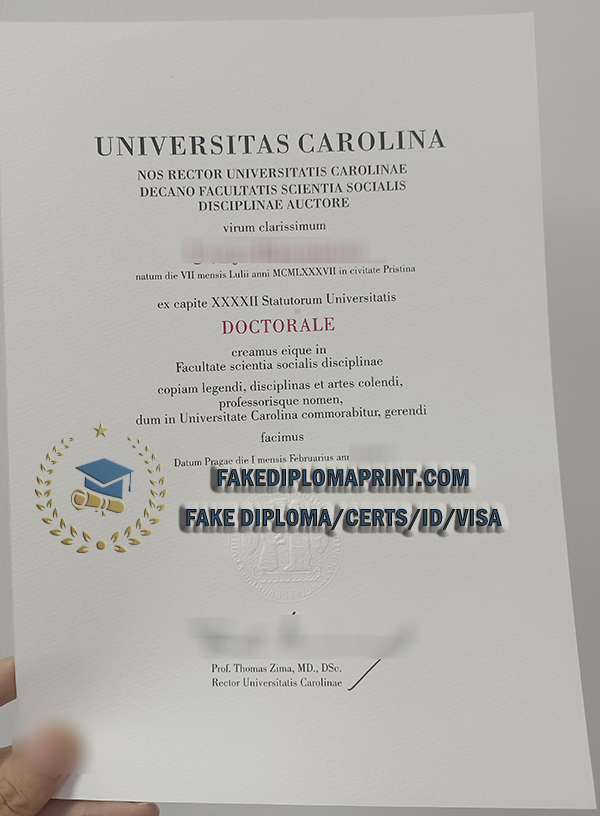 UNIVERSITAS CAROLINA
NOS RECTOR UNIVERSITATIS CAROLINAE
DECANO FACULTATIS SCIENTIA SOCIALIS
DISCIPLINAE AUCTORE
virum clarissimum
natum die VII mensis Lulii anni MCMLXXXVII in civitate Pristina
ex capite XXXXII Statutorum Universitatis
DOCTORALE
creamus eique in
Facultate scientia socialis disciplinae
copiam legendi, disciplinas et artes colendi,
professorisque nomen,
dum in Universitate Carolina commorabitur, gerendi
facimus
Datum Pragae die I mensis Februarius
FAKEDIPLOMAPRINT.COM
FAKE DIPLOMA/CERTS/ID/VISA
Prof. Thomas Zima, MD., DSc.
Rector Universitatis Carolinae